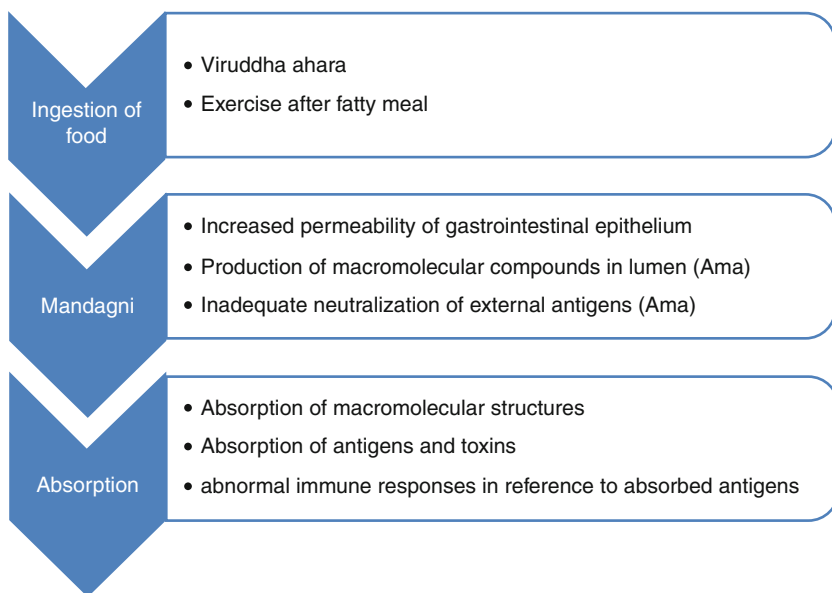 Ingestion of
food
• Viruddha ahara
• Exercise after fatty meal
Mandagni
• Increased permeability of gastrointestinal epithelium
• Production of macromolecular compounds in lumen (Ama)
• Inadequate neutralization of external antigens (Ama)
Absorption
• Absorption of macromolecular structures
• Absorption of antigens and toxins
• abnormal immune responses in reference to absorbed antigens